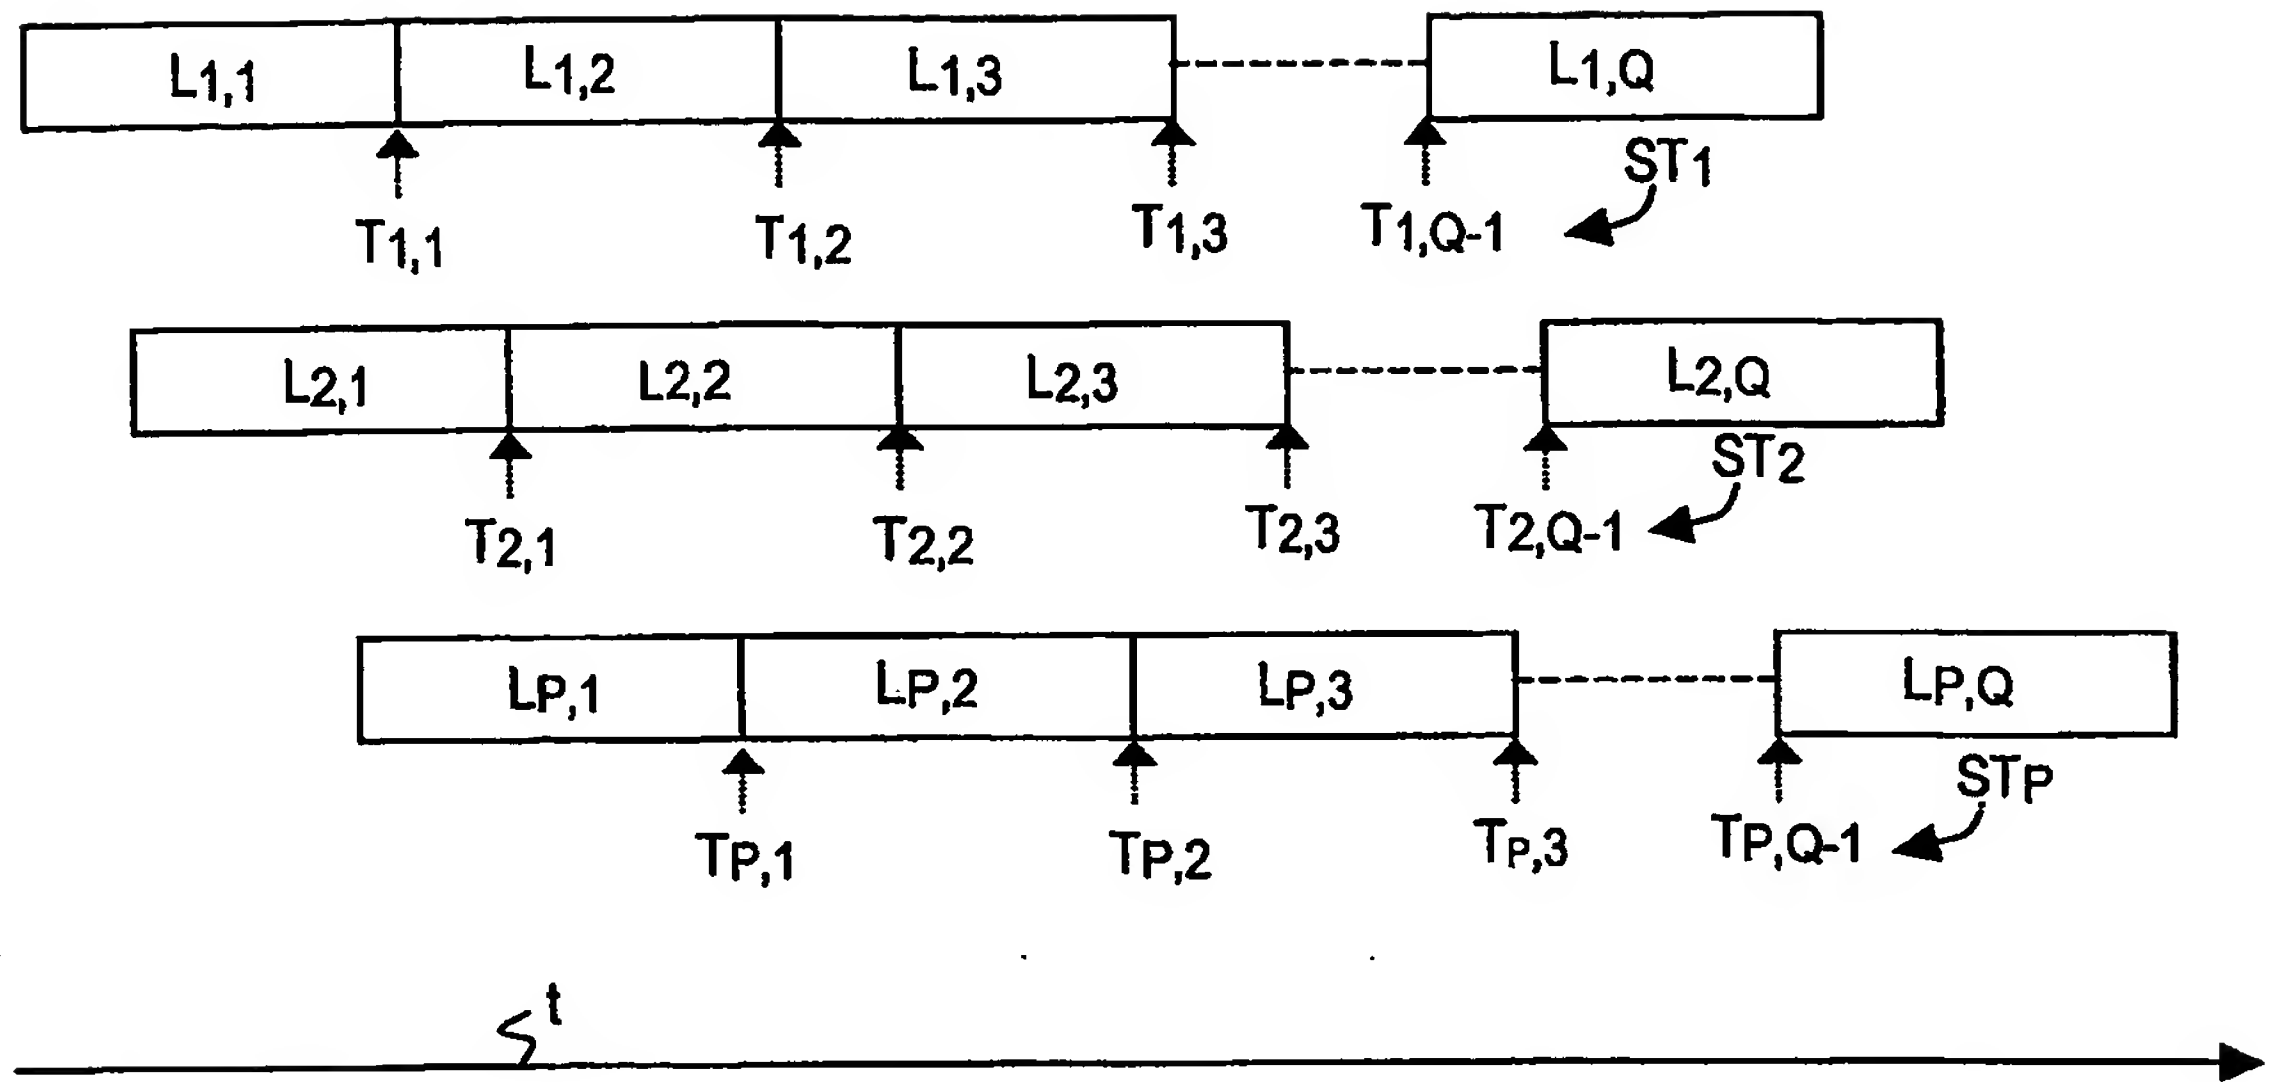 L1,1 L1,2 L1,3 L1,Q
ST1
T1,1 T1,2 T1,3 T1,Q-1
L2,1 L2,2 L2,3 L2,Q
ST2
T2,1 T2,2 T2,3 T2,Q-1
LP,1 LP,2 LP,3 LP,Q
STP
TP,1 TP,2 TP,3 TP,Q-1
t